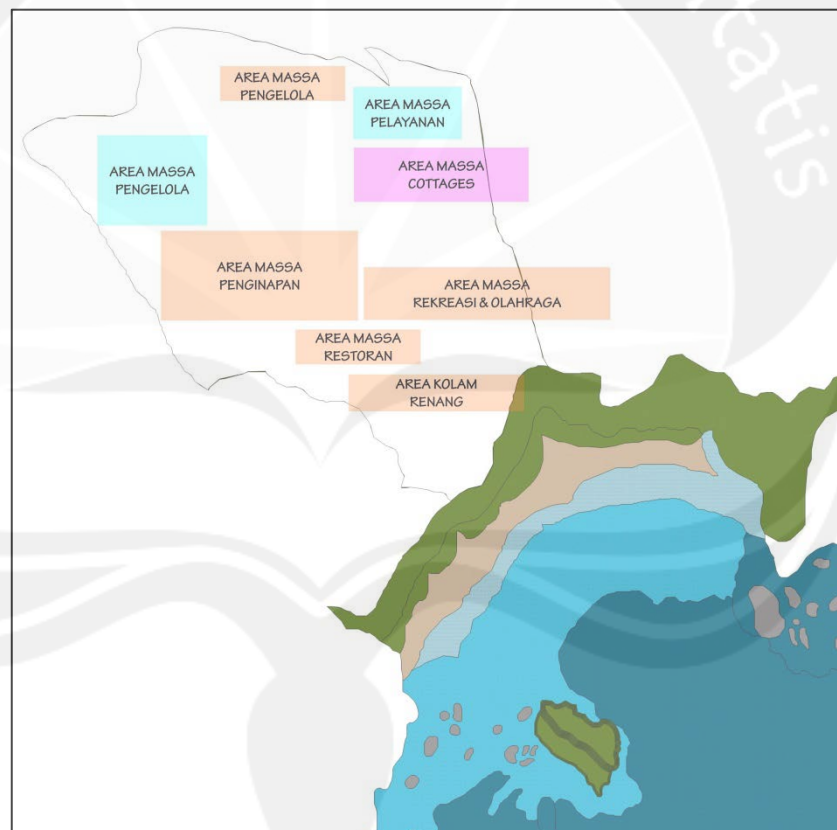 AREA MASSA
PENGELOLA
AREA MASSA
PELAYANAN
AREA MASSA
PENGELOLA
AREA MASSA
COTTAGES
AREA MASSA
PENGINAPAN
AREA MASSA
REKREASI & OLAHRAGA
AREA MASSA
RESTORAN
AREA KOLAM
RENANG